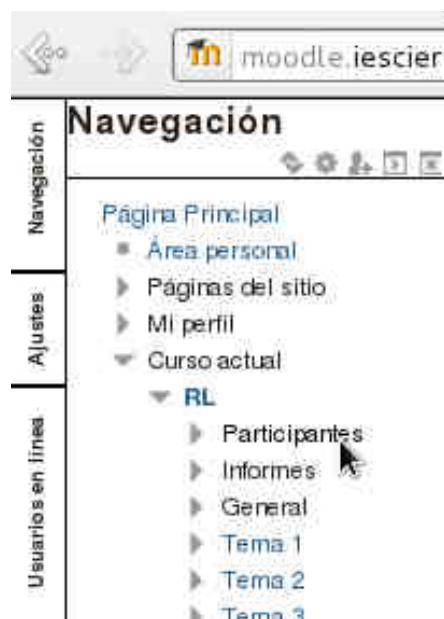 moodle.iescier
Navegación
Navegación
Ajustes
Usuarios en línea
Página Principal
Área personal
Páginas del sitio
Mi perfil
Curso actual
RL
Participantes
Informes
General
Tema 1
Tema 2
Tema 3